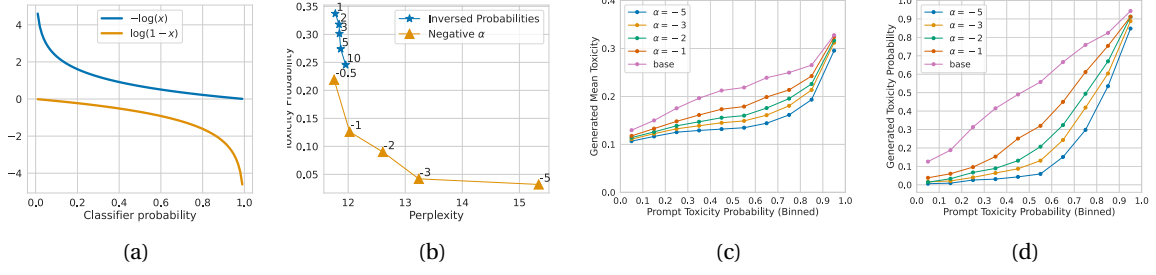 −log(x)
log(1−x)
4
2
0
−2
−4
0.0
0.2
0.4
0.6
0.8
1.0
Classifier probability
(a)
Inversed Probabilities
Negative α
0,35
0,30
0,25
0,20
0,15
0,10
0,05
1
2
3
5
10
-0.5
-1
-2
-3
-5
12
13
14
15
Perplexity
Probability
(b)
α = −5
α = −3
α = −2
α = −1
base
0.4
0.3
0.2
0.1
0.0
0.0 0.1 0.2 0.3 0.4 0.5 0.6 0.7 0.8 0.9 1.0
Prompt Toxicity Probability (Binned)
Generated Mean Toxicity
(c)
α = −5
α = −3
α = −2
α = −1
base
1.0
0.9
0.8
0.7
0.6
0.5
0.4
0.3
0.2
0.1
0.0
0.0 0.1 0.2 0.3 0.4 0.5 0.6 0.7 0.8 0.9 1.0
Prompt Toxicity Probability (Binned)
Generated Toxicity Probability
(d)